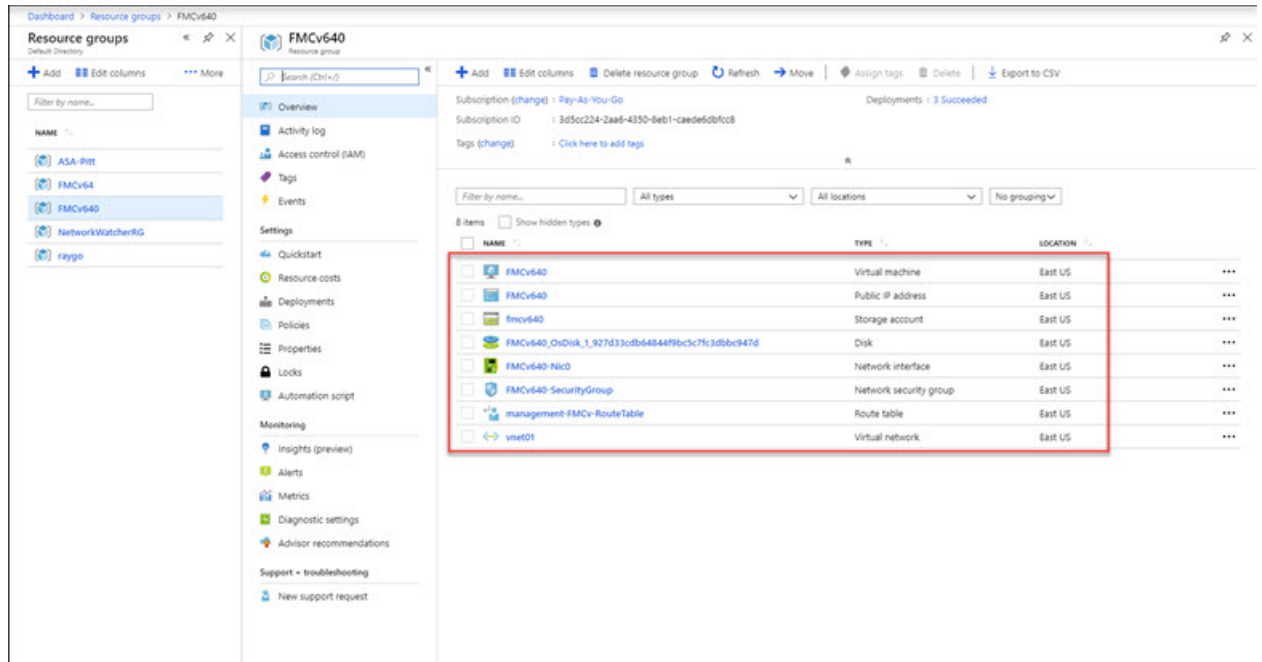 Dashboard > Resource groups > FMCv640
Resource groups
Default Directory
Add Edit columns More
Filter by name...
NAME
ASA-Pitt
FMCv64
FMCv640
NetworkWatcherRG
raygo
FMCv640
Resource group
Search (Ctrl+/)
Overview
Activity log
Access control (IAM)
Tags
Events
Settings
Quickstart
Resource costs
Deployments
Policies
Properties
Locks
Automation script
Monitoring
Insights (preview)
Alerts
Metrics
Diagnostic settings
Advisor recommendations
Support + troubleshooting
New support request
Add Edit columns Delete resource group Refresh Move Assign tags Delete Export to CSV
Subscription (change) : Pay-As-You-Go Deployments : 3 Succeeded
Subscription ID : 3d5cc224-2aa6-4350-8eb1-caede6dbfcc8
Tags (change) : Click here to add tags
Filter by name... All types All locations No grouping
8 items Show hidden types
NAME TYPE LOCATION
FMCv640 Virtual machine East US
FMCv640 Public IP address East US
fmcv640 Storage account East US
FMCv640_OsDisk_1_927d33cdb64844f9bc5c7fc3dbbc947d Disk East US
FMCv640-Nic0 Network interface East US
FMCv640-SecurityGroup Network security group East US
management-FMCv-RouteTable Route table East US
vnet01 Virtual network East US